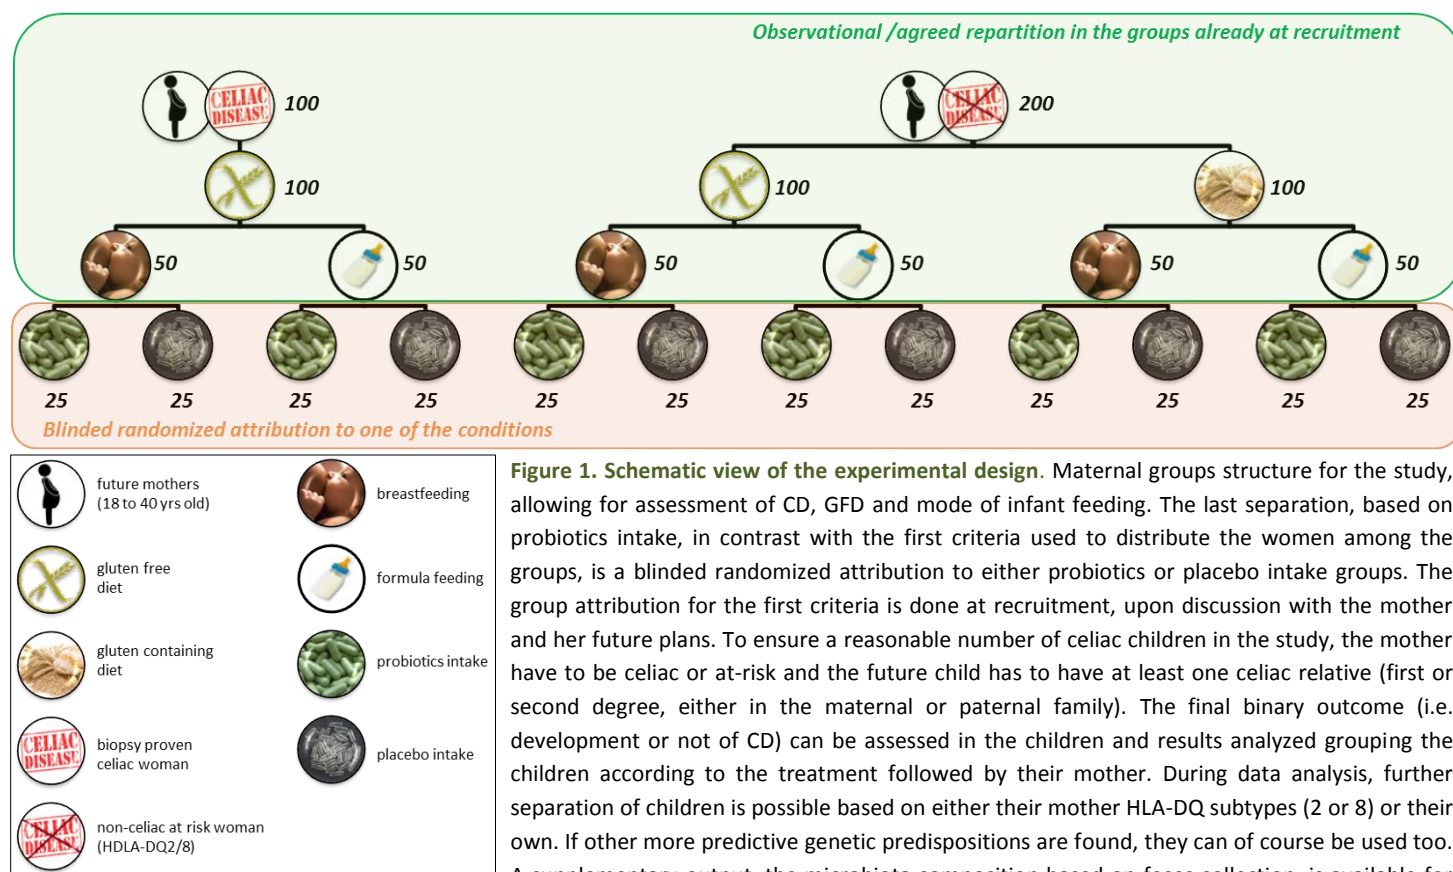 Observational /agreed repartition in the groups already at recruitment
CELIAC
DISEASE
100
CELIAC
DISEASE
200
100
100
100
50
50
50
50
50
50
25
25
25
25
25
25
25
25
25
25
25
25
Blinded randomized attribution to one of the conditions
future mothers
(18 to 40 yrs old)
breastfeeding
gluten free
diet
formula feeding
gluten containing
diet
probiotics intake
CELIAC
DISEASE
biopsy proven
celiac woman
placebo intake
CELIAC
DISEASE
non-celiac at risk woman
(HDLA-DQ2/8)
Figure 1. Schematic view of the experimental design. Maternal groups structure for the study,
allowing for assessment of CD, GFD and mode of infant feeding. The last separation, based on
probiotics intake, in contrast with the first criteria used to distribute the women among the
groups, is a blinded randomized attribution to either probiotics or placebo intake groups. The
group attribution for the first criteria is done at recruitment, upon discussion with the mother
and her future plans. To ensure a reasonable number of celiac children in the study, the mother
have to be celiac or at-risk and the future child has to have at least one celiac relative (first or
second degree, either in the maternal or paternal family). The final binary outcome (i.e.
development or not of CD) can be assessed in the children and results analyzed grouping the
children according to the treatment followed by their mother. During data analysis, further
separation of children is possible based on either their mother HLA-DQ subtypes (2 or 8) or their
own. If other more predictive genetic predispositions are found, they can of course be used too.
A supplementary output, the microbiota composition based on feces collection, is available for